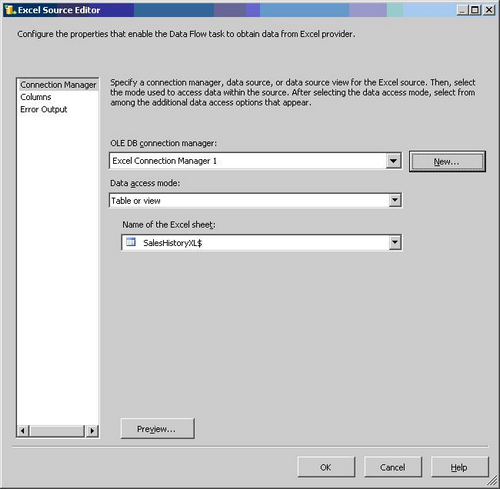 Excel Source Editor
Configure the properties that enable the Data Flow task to obtain data from Excel provider.
Connection Manager
Columns
Error Output
Specify a connection manager, data source, or data source view for the Excel source. Then, select
the mode used to access data within the source. After selecting the data access mode, select from
among the additional data access options that appear.
OLE DB connection manager:
Excel Connection Manager 1
New...
Data access mode:
Table or view
Name of the Excel sheet:
SalesHistoryXL$
Preview...
OK
Cancel
Help